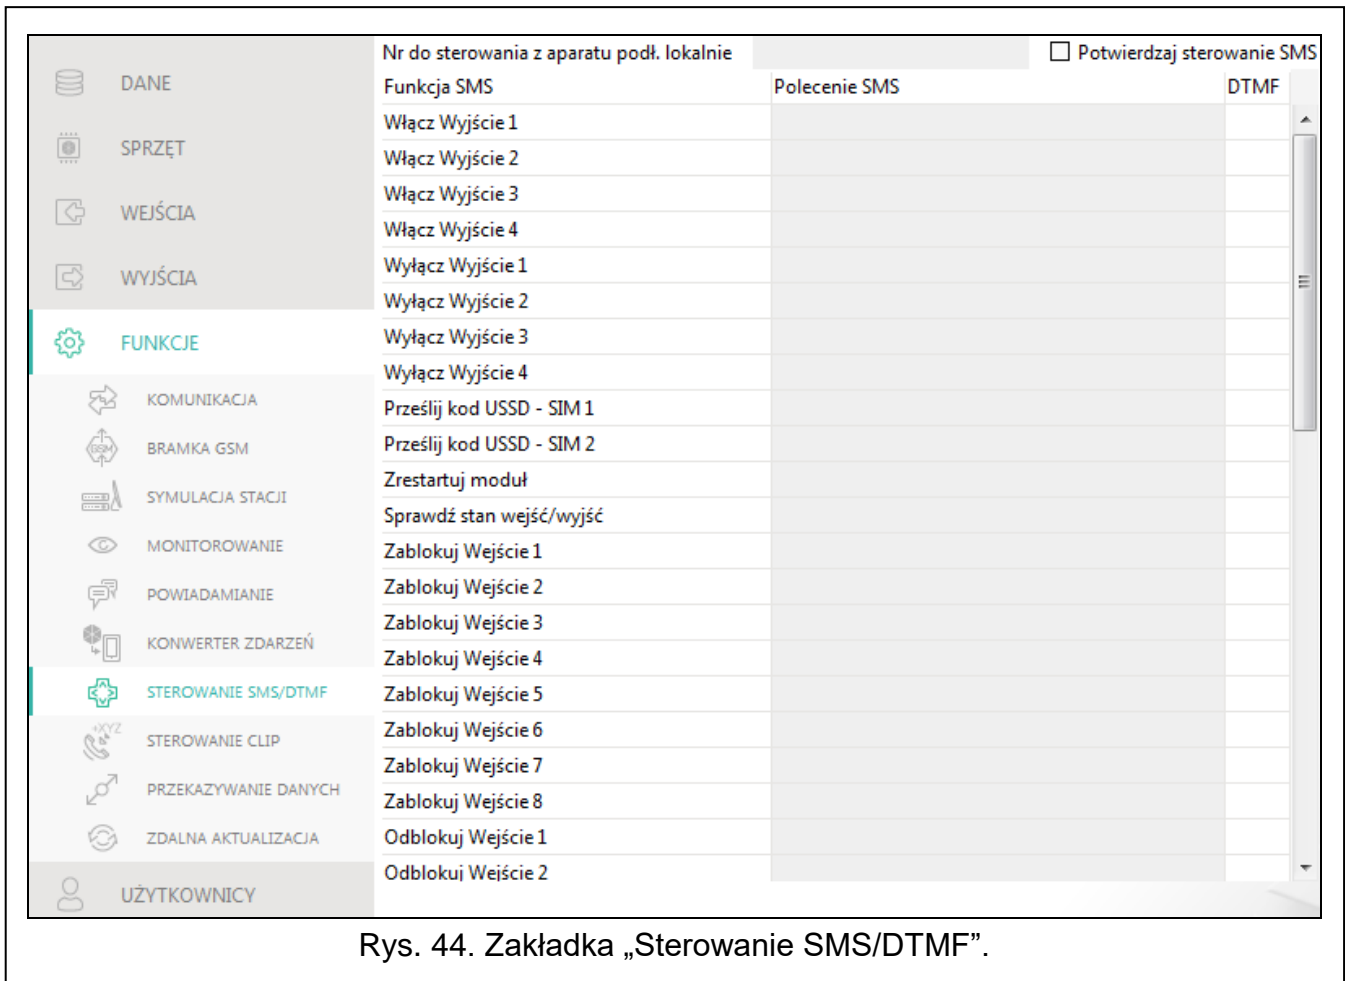 DANE
SPRZĘT
WEJŚCIA
WYJŚCIA
FUNKCJE
KOMUNIKACJA
GSM
BRAMKA GSM
SYMULACJA STACJI
MONITOROWANIE
POWIADAMIANIE
KONWERTER ZDARZEŃ
STEROWANIE SMS/DTMF
+XYZ
STEROWANIE CLIP
PRZEKAZYWANIE DANYCH
ZDALNA AKTUALIZACJA
UŻYTKOWNICY
Nr do sterowania z aparatu podł. lokalnie
Potwierdzaj sterowanie SMS
Funkcja SMS Polecenie SMS DTMF
Włącz Wyjście 1
Włącz Wyjście 2
Włącz Wyjście 3
Włącz Wyjście 4
Wyłącz Wyjście 1
Wyłącz Wyjście 2
Wyłącz Wyjście 3
Wyłącz Wyjście 4
Prześlij kod USSD - SIM 1
Prześlij kod USSD - SIM 2
Zrestartuj moduł
Sprawdź stan wejść/wyjść
Zablokuj Wejście 1
Zablokuj Wejście 2
Zablokuj Wejście 3
Zablokuj Wejście 4
Zablokuj Wejście 5
Zablokuj Wejście 6
Zablokuj Wejście 7
Zablokuj Wejście 8
Odblokuj Wejście 1
Odblokuj Wejście 2
Rys. 44. Zakładka „Sterowanie SMS/DTMF”.